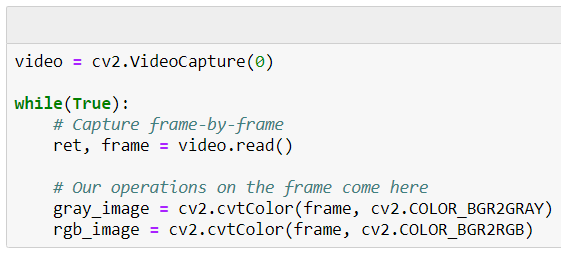 video = cv2.VideoCapture(0)
while(True):
# Capture frame-by-frame
ret, frame = video.read()
# Our operations on the frame come here
gray_image = cv2.cvtColor(frame, cv2.COLOR_BGR2GRAY)
rgb_image = cv2.cvtColor(frame, cv2.COLOR_BGR2RGB)